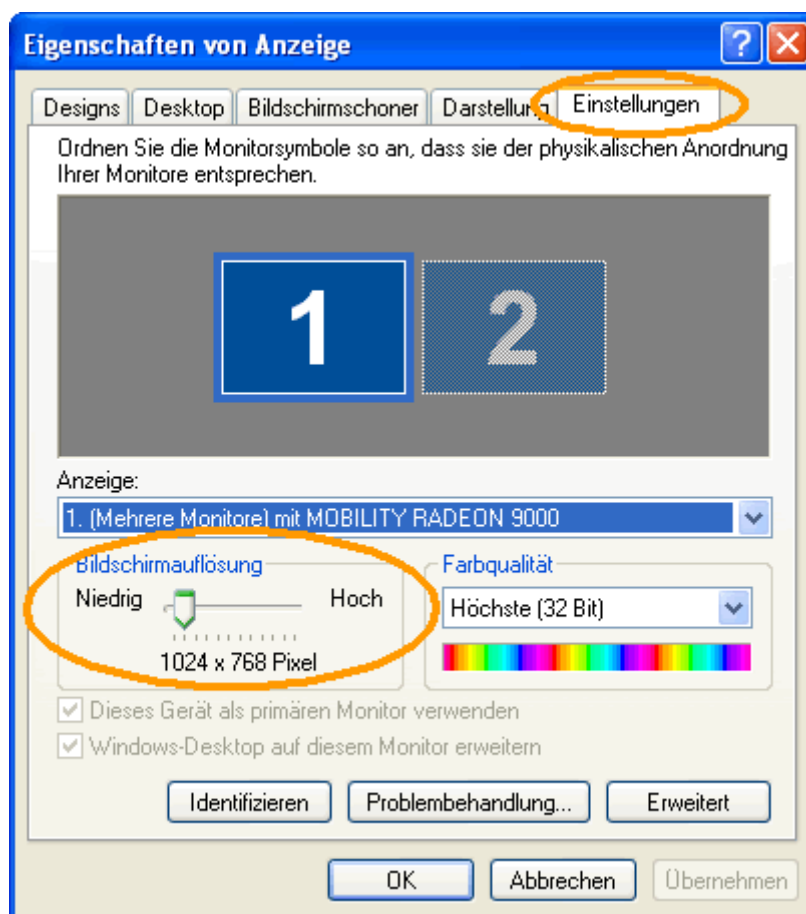 Eigenschaften von Anzeige
Designs Desktop Bildschirmschoner Darstellung Einstellungen
Ordnen Sie die Monitorsymbole so an, dass sie der physikalischen Anordnung
Ihrer Monitore entsprechen.
1 2
Anzeige:
1. (Mehrere Monitore) mit MOBILITY RADEON 9000
Bildschirmauflösung
Niedrig Hoch
1024 x 768 Pixel
Farbqualität
Höchste (32 Bit)
Dieses Gerät als primären Monitor verwenden
Windows-Desktop auf diesem Monitor erweitern
Identifizieren Problembehandlung... Erweitert
OK Abbrechen Übernehmen